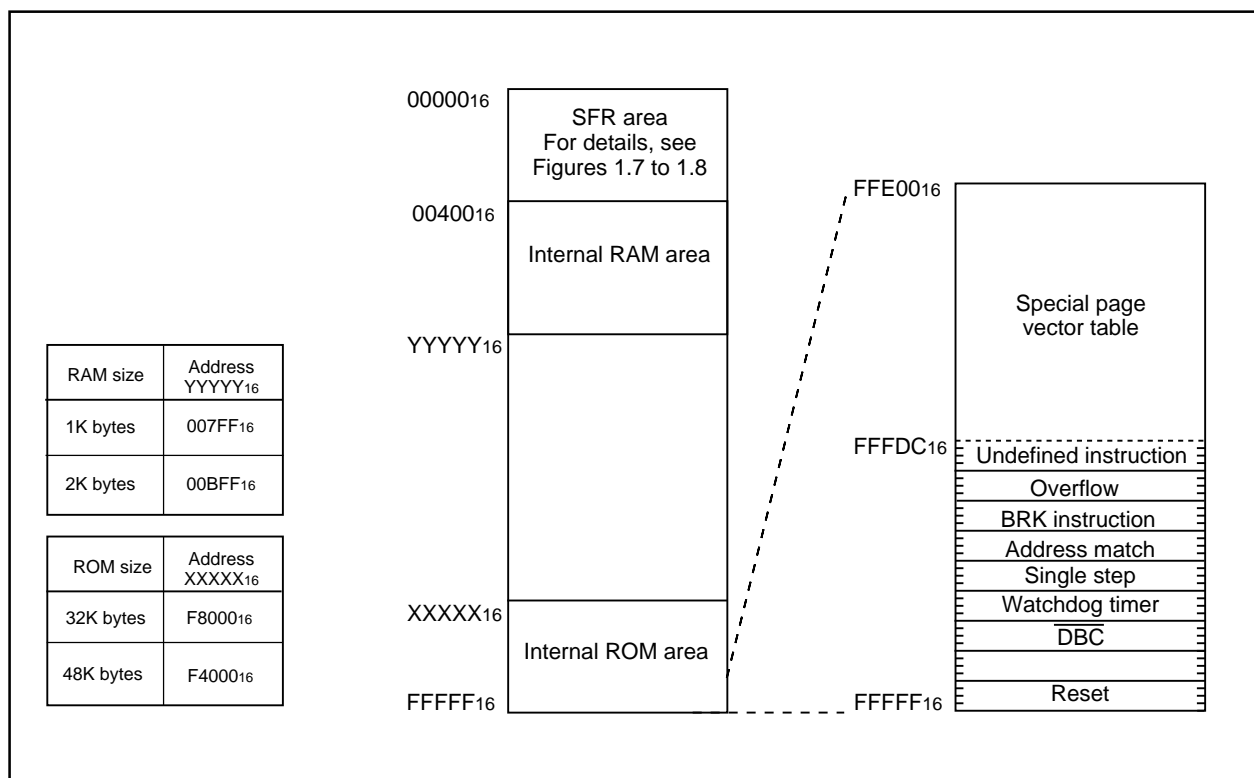 0000016
SFR area
For details, see
Figures 1.7 to 1.8
0040016
Internal RAM area
YYYYY16
XXXXX16
Internal ROM area
FFFFF16
RAM size
Address
YYYYY16
1K bytes
007FF16
2K bytes
00BFF16
ROM size
Address
XXXXX16
32K bytes
F800016
48K bytes
F400016
FFE0016
Special page
vector table
FFFDC16
Undefined instruction
Overflow
BRK instruction
Address match
Single step
Watchdog timer
DBC
Reset
FFFFF16